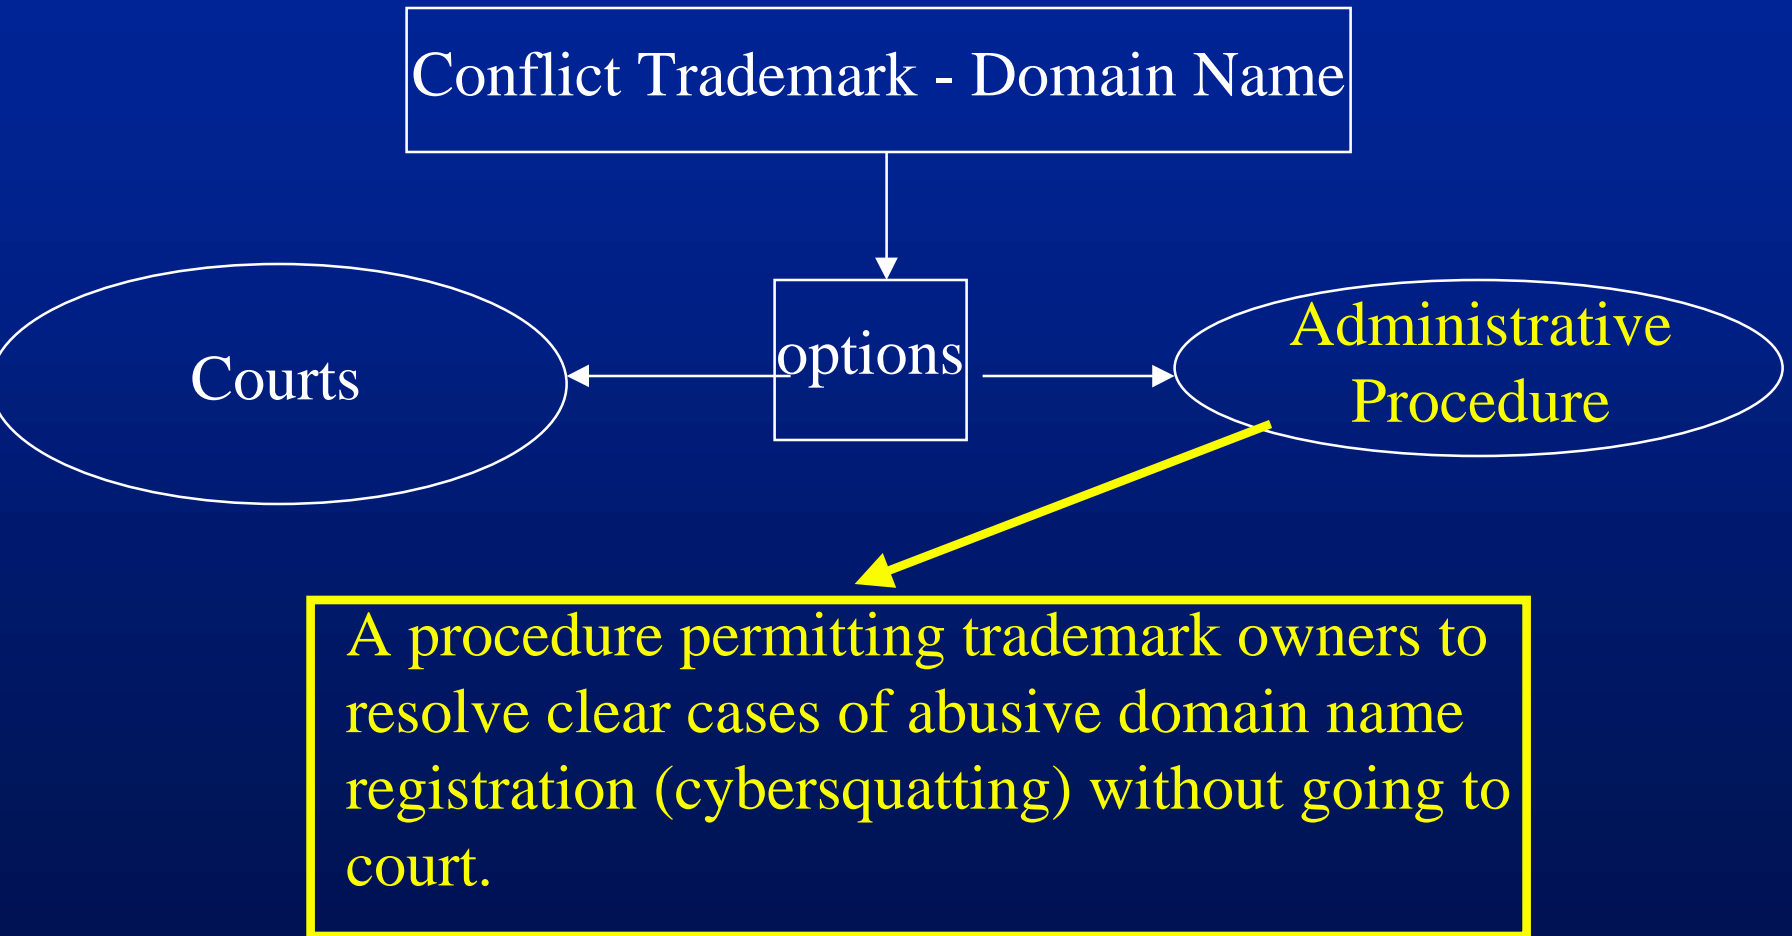 Conflict Trademark - Domain Name
options
Courts
Administrative
Procedure
A procedure permitting trademark owners to
resolve clear cases of abusive domain name
registration (cybersquatting) without going to
court.